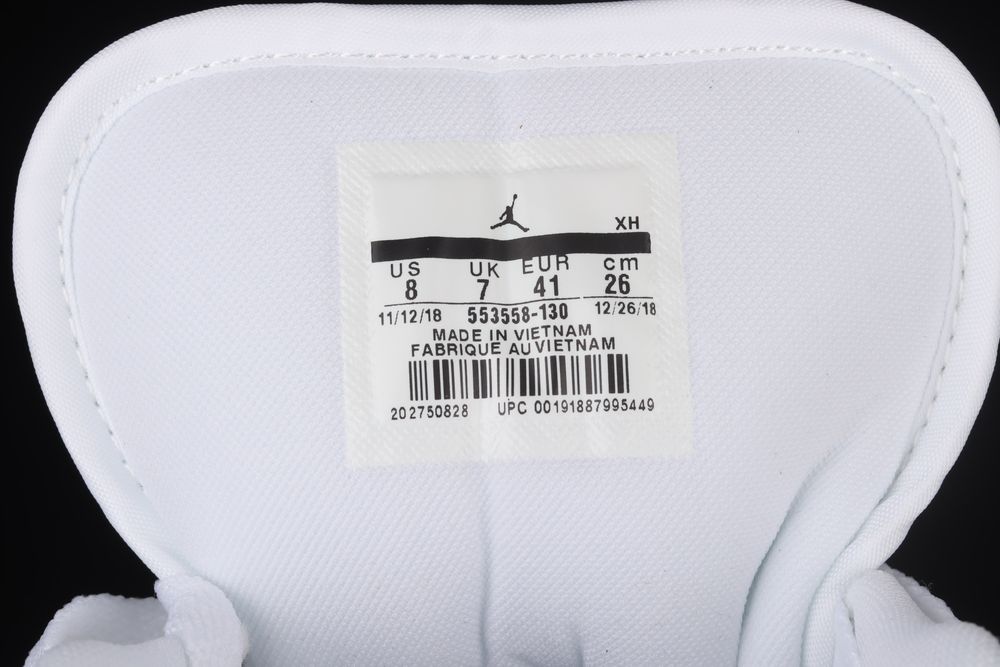 XH
US UK EUR cm
8 7 41 26
11/12/18 553558-130 12/26/18
MADE IN VIETNAM
FABRIQUE AU VIETNAM
202750828 UPC 00191887995449